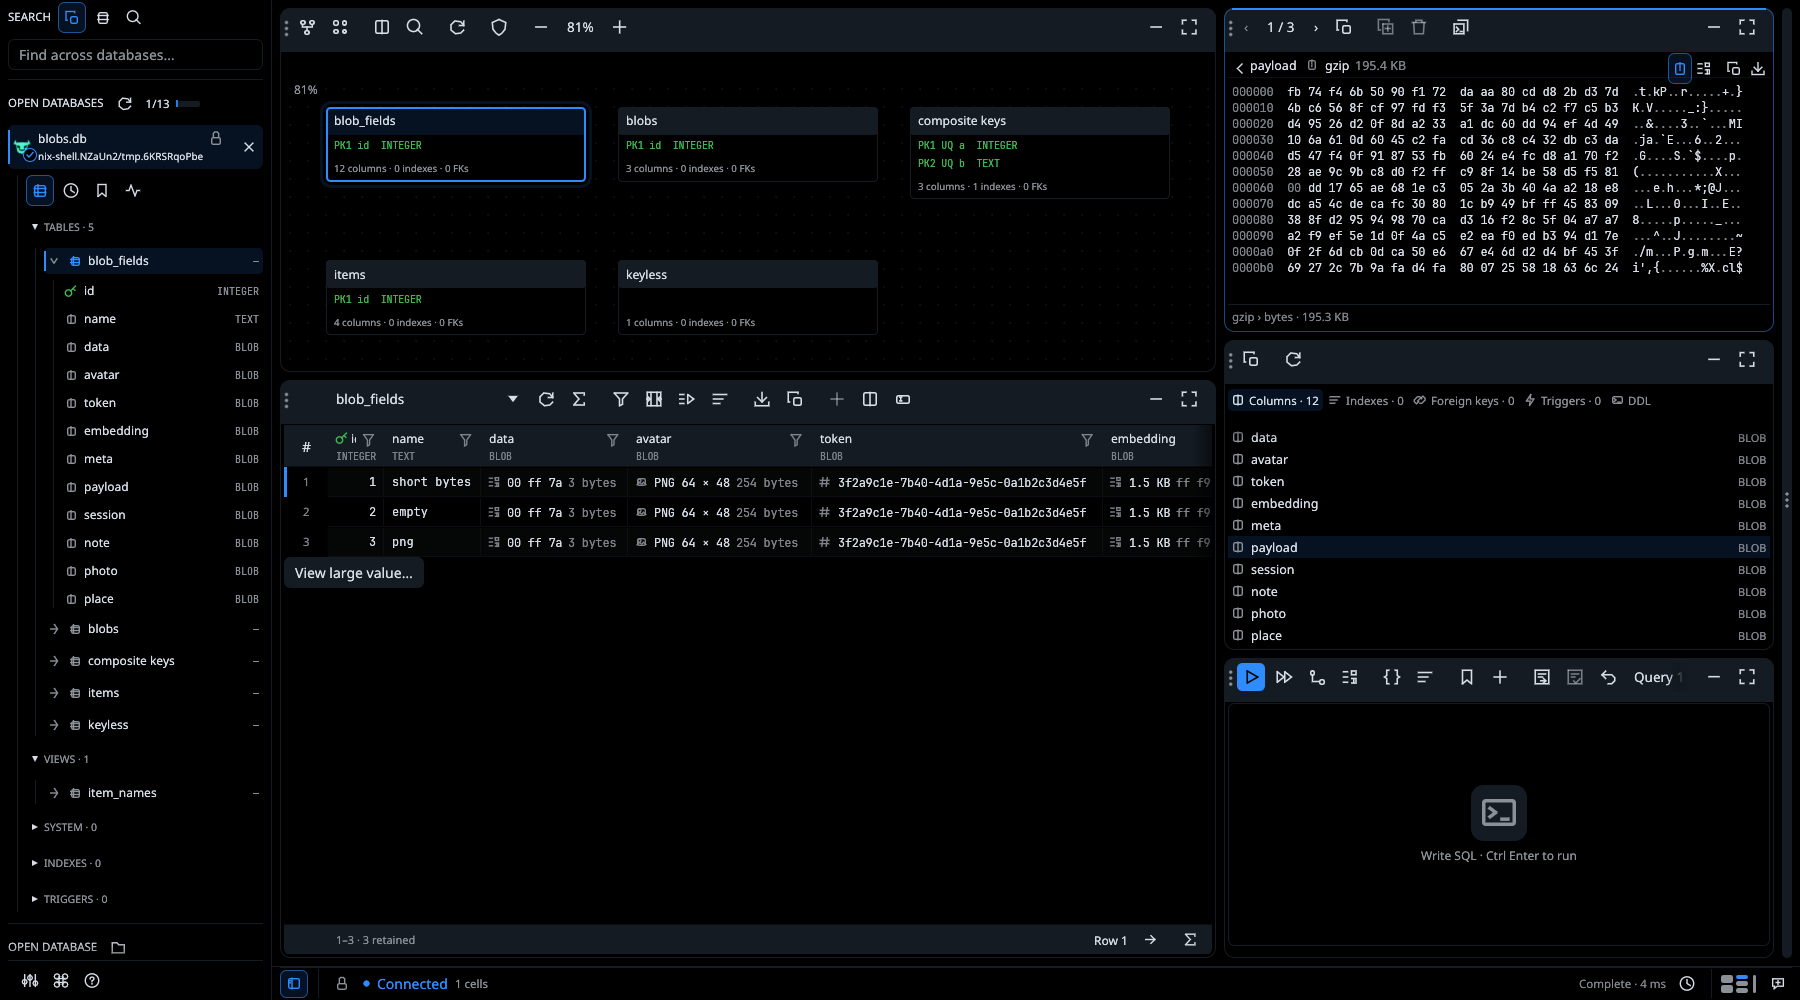 SEARCH
Find across databases...
OPEN DATABASES 1/13
blobs.db
nix-shell.NZaUn2/tmp.6KRSRqoPbe
TABLES · 5
blob_fields –
id INTEGER
name TEXT
data BLOB
avatar BLOB
token BLOB
embedding BLOB
meta BLOB
payload BLOB
session BLOB
note BLOB
photo BLOB
place BLOB
blobs –
composite keys –
items –
keyless –
VIEWS · 1
item_names –
SYSTEM · 0
INDEXES · 0
TRIGGERS · 0
OPEN DATABASE
81%
81%
blob_fields
PK1 id INTEGER
12 columns · 0 indexes · 0 FKs
blobs
PK1 id INTEGER
3 columns · 0 indexes · 0 FKs
composite keys
PK1 UQ a INTEGER
PK2 UQ b TEXT
3 columns · 1 indexes · 0 FKs
items
PK1 id INTEGER
4 columns · 0 indexes · 0 FKs
keyless
1 columns · 0 indexes · 0 FKs
blob_fields
# name data avatar token embedding
INTEGER TEXT BLOB BLOB BLOB BLOB
1 1 short bytes 00 ff 7a 3 bytes PNG 64 × 48 254 bytes # 3f2a9c1e-7b40-4d1a-9e5c-0a1b2c3d4e5f 1.5 KB ff f9
2 2 empty 00 ff 7a 3 bytes PNG 64 × 48 254 bytes # 3f2a9c1e-7b40-4d1a-9e5c-0a1b2c3d4e5f 1.5 KB ff f9
3 3 png 00 ff 7a 3 bytes PNG 64 × 48 254 bytes # 3f2a9c1e-7b40-4d1a-9e5c-0a1b2c3d4e5f 1.5 KB ff f9
View large value...
1–3 · 3 retained
Row 1
Connected 1 cells
1 / 3
payload gzip 195.4 KB
000000 fb 74 f4 6b 50 90 f1 72 da aa 80 cd d8 2b d3 7d .t.kP..r.....+.}
000010 4b c6 56 8f cf 97 fd f3 5f 3a 7d b4 c2 f7 c5 b3 K.V....._:}.....
000020 d4 95 26 d2 0f 8d a2 33 a1 dc 60 dd 94 ef 4d 49 ..&....3..`...MI
000030 10 6a 61 0d 60 45 c2 fa cd 36 c8 c4 32 db c3 da .ja.`E...6..2...
000040 d5 47 f4 0f 91 87 53 fb 60 24 e4 fc d8 a1 70 f2 .G....S.`$....p.
000050 28 ae 9c 9b c8 d0 f2 ff c9 8f 14 be 58 d5 f5 81 (...........X...
000060 00 dd 17 65 ae 68 1e c3 05 2a 3b 40 4a a2 18 e8 ...e.h...*;@J...
000070 dc a5 4c de ca fc 30 80 1c b9 49 bf ff 45 83 09 ..L...0...I..E..
000080 38 8f d2 95 94 98 70 ca d3 16 f2 8c 5f 04 a7 a7 8.....p....._...
000090 a2 f9 ef 5e 1d 0f 4a c5 e2 ea f0 ed b3 94 d1 7e ...^..J........~
0000a0 0f 2f 6d cb 0d ca 50 e6 67 e4 6d d2 d4 bf 45 3f ./m...P.g.m...E?
0000b0 69 27 2c 7b 9a fa d4 fa 80 07 25 58 18 63 6c 24 i',{......%X.cl$
gzip › bytes · 195.3 KB
Columns · 12 Indexes · 0 Foreign keys · 0 Triggers · 0 DDL
data BLOB
avatar BLOB
token BLOB
embedding BLOB
meta BLOB
payload BLOB
session BLOB
note BLOB
photo BLOB
place BLOB
Query 1
Write SQL · Ctrl Enter to run
Complete · 4 ms